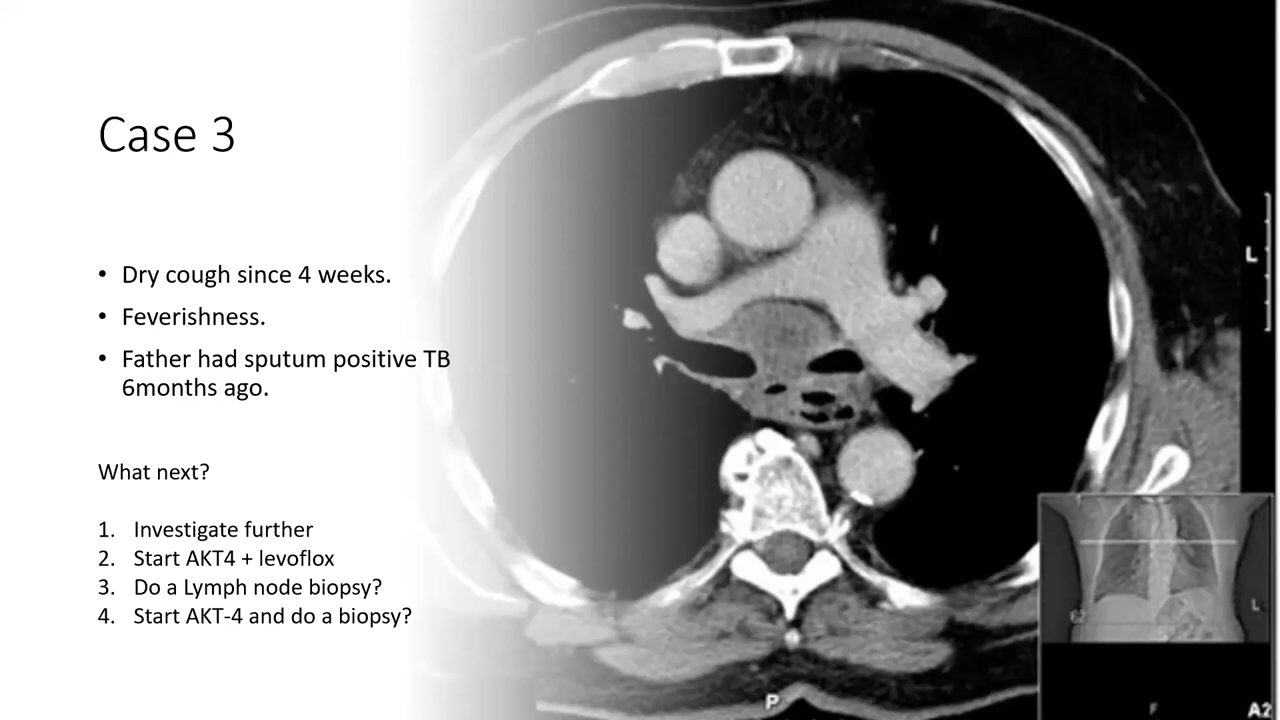 Case 3
• Dry cough since 4 weeks.
• Feverishness.
• Father had sputum positive TB
6months ago.
What next?
1. Investigate further
2. Start AKT4 + levoflox
3. Do a Lymph node biopsy?
4. Start AKT-4 and do a biopsy?
L
L
62
P
F
A2